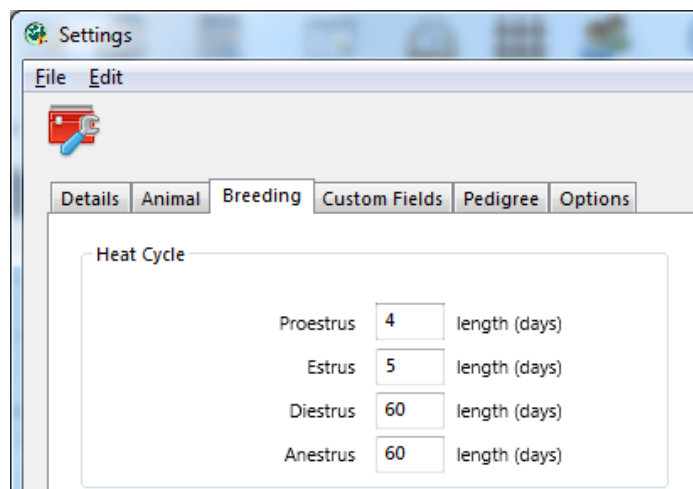 Settings
File Edit
Details Animal Breeding Custom Fields Pedigree Options
Heat Cycle
Proestrus 4 length (days)
Estrus 5 length (days)
Diestrus 60 length (days)
Anestrus 60 length (days)